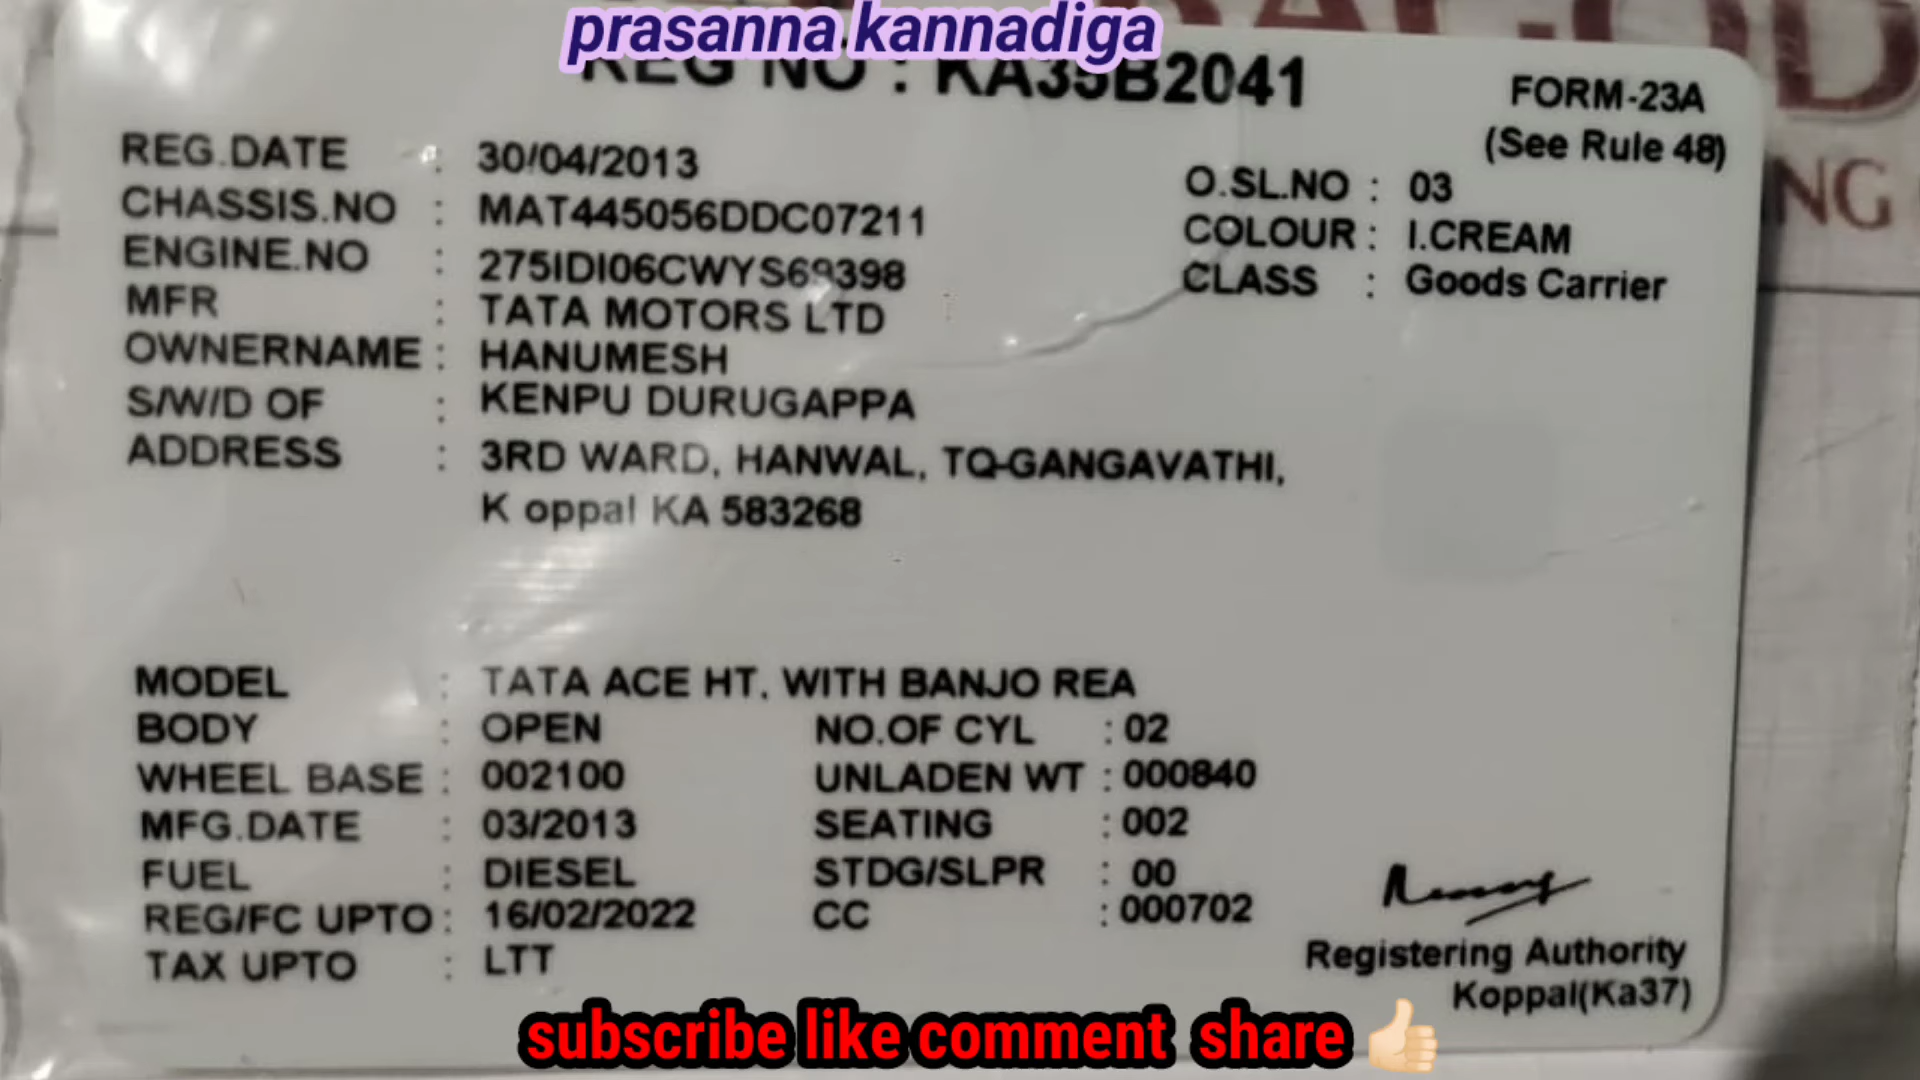 prasanna kannadiga
REG NO : KA35B2041
FORM-23A
(See Rule 48)
REG.DATE : 30/04/2013
O.SL.NO : 03
CHASSIS.NO : MAT445056DDC07211
COLOUR : I.CREAM
ENGINE.NO : 275IDI06CWYS69398
CLASS : Goods Carrier
MFR : TATA MOTORS LTD
OWNERNAME : HANUMESH
S/W/D OF : KENPU DURUGAPPA
ADDRESS : 3RD WARD, HANWAL, TQ-GANGAVATHI,
K oppal KA 583268
MODEL : TATA ACE HT. WITH BANJO REA
BODY : OPEN NO.OF CYL : 02
WHEEL BASE : 002100 UNLADEN WT : 000840
MFG.DATE : 03/2013 SEATING : 002
FUEL : DIESEL STDG/SLPR : 00
REG/FC UPTO : 16/02/2022 CC : 000702
TAX UPTO : LTT
Registering Authority
Koppal(Ka37)
subscribe like comment share